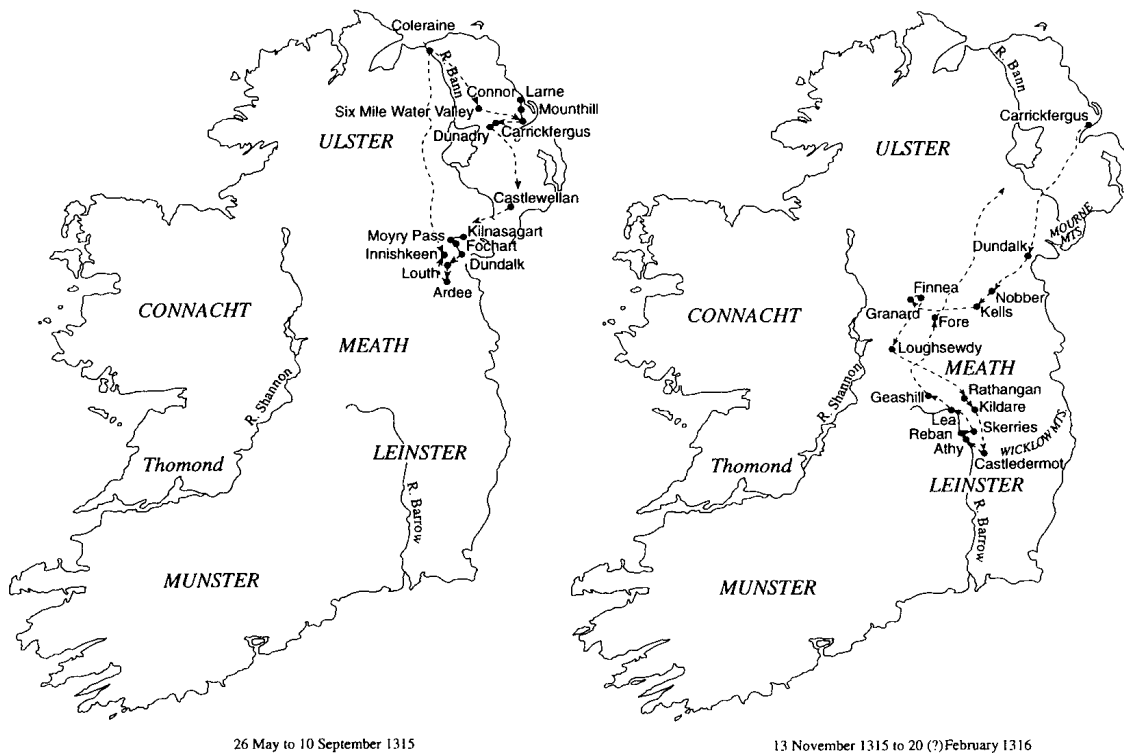 Coleraine
R. Bann
Connor
Larne
Six Mile Water Valley
Mounthill
Dunadry
Carrickfergus
ULSTER
Castlewellan
Moyry Pass
Kilnasagart
Fochart
Innishkeen
Dundalk
Louth
Ardee
CONNACHT
MEATH
R. Shannon
LEINSTER
Thomond
R. Barrow
MUNSTER
26 May to 10 September 1315
R. Bann
Carrickfergus
ULSTER
MOURNE
MTS.
Dundalk
Finnea
Nobber
Granard
Kells
CONNACHT
Fore
Loughsewdy
MEATH
R. Shannon
Rathangan
Geashill
Kildare
Lea
Skerries
Reban
WICKLOW MTS.
Athy
Castledermot
Thomond
LEINSTER
R. Barrow
MUNSTER
13 November 1315 to 20 (?) February 1316